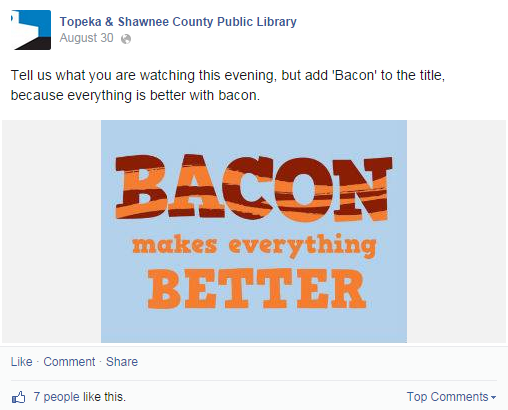 Topeka & Shawnee County Public Library
August 30
Tell us what you are watching this evening, but add 'Bacon' to the title,
because everything is better with bacon.
BACON
makes everything
BETTER
Like · Comment · Share
7 people like this.
Top Comments